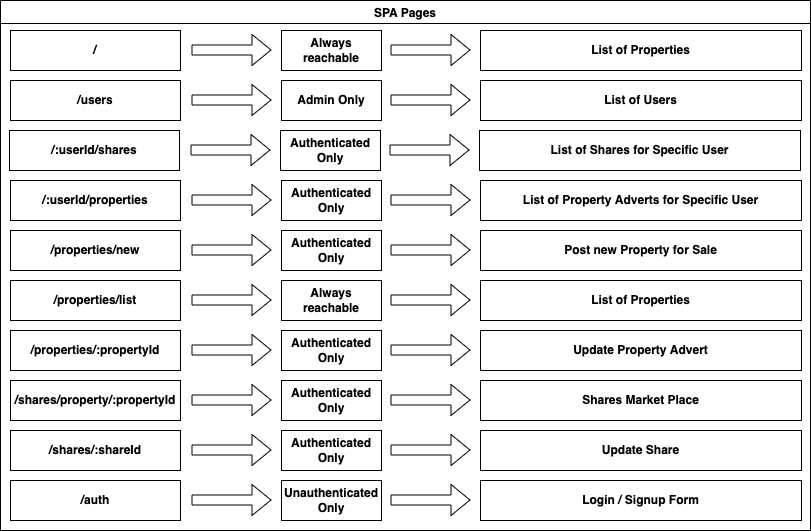 SPA Pages
/
Always
reachable
List of Properties
/users
Admin Only
List of Users
/:userId/shares
Authenticated
Only
List of Shares for Specific User
/:userId/properties
Authenticated
Only
List of Property Adverts for Specific User
/properties/new
Authenticated
Only
Post new Property for Sale
/properties/list
Always
reachable
List of Properties
/properties/:propertyId
Authenticated
Only
Update Property Advert
/shares/property/:propertyId
Authenticated
Only
Shares Market Place
/shares/:shareId
Authenticated
Only
Update Share
/auth
Unauthenticated
Only
Login / Signup Form